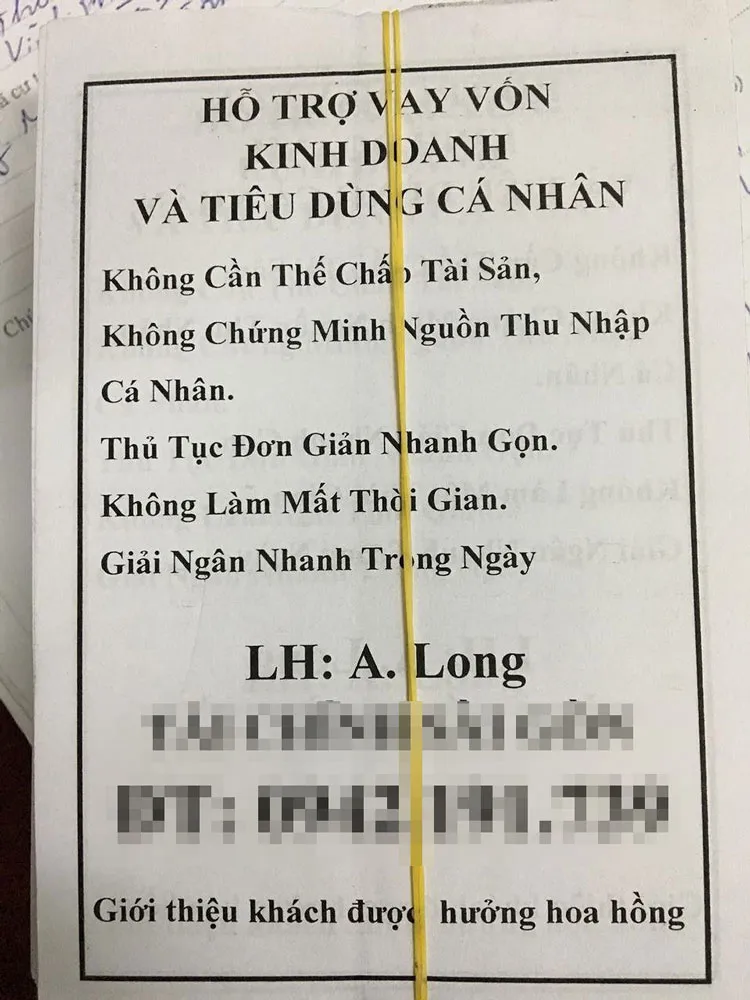 HỖ TRỢ VAY VỐN
KINH DOANH
VÀ TIÊU DÙNG CÁ NHÂN
Không Cần Thế Chấp Tài Sản,
Không Chứng Minh Nguồn Thu Nhập
Cá Nhân.
Thủ Tục Đơn Giản Nhanh Gọn.
Không Làm Mất Thời Gian.
Giải Ngân Nhanh Trong Ngày
LH: A. Long
Giới thiệu khách được hưởng hoa hồng